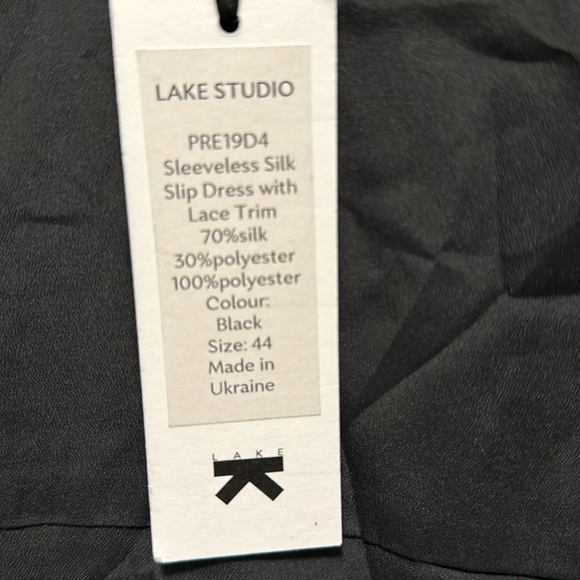 LAKE STUDIO
PRE19D4
Sleeveless Silk
Slip Dress with
Lace Trim
70%silk
30%polyester
100%polyester
Colour:
Black
Size: 44
Made in
Ukraine
LAKE